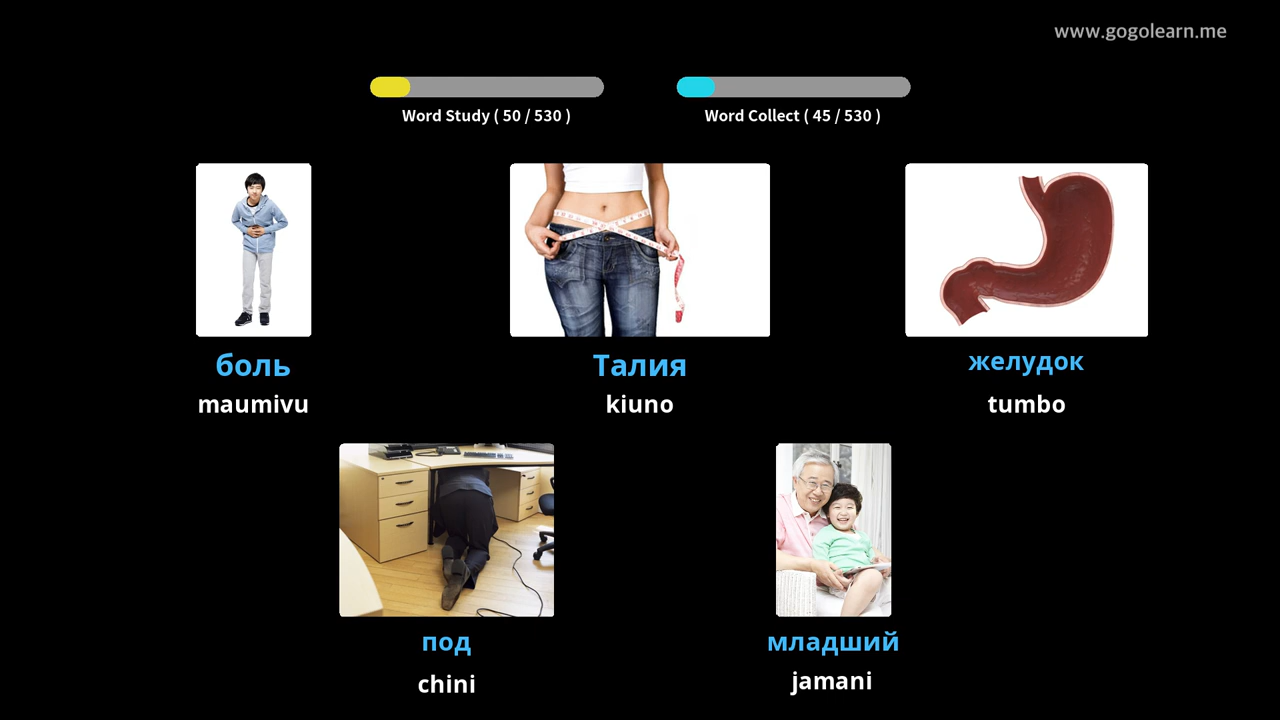 www.gogolearn.me
Word Study ( 50 / 530 )
Word Collect ( 45 / 530 )
боль
maumivu
Талия
kiuno
желудок
tumbo
под
chini
младший
jamani